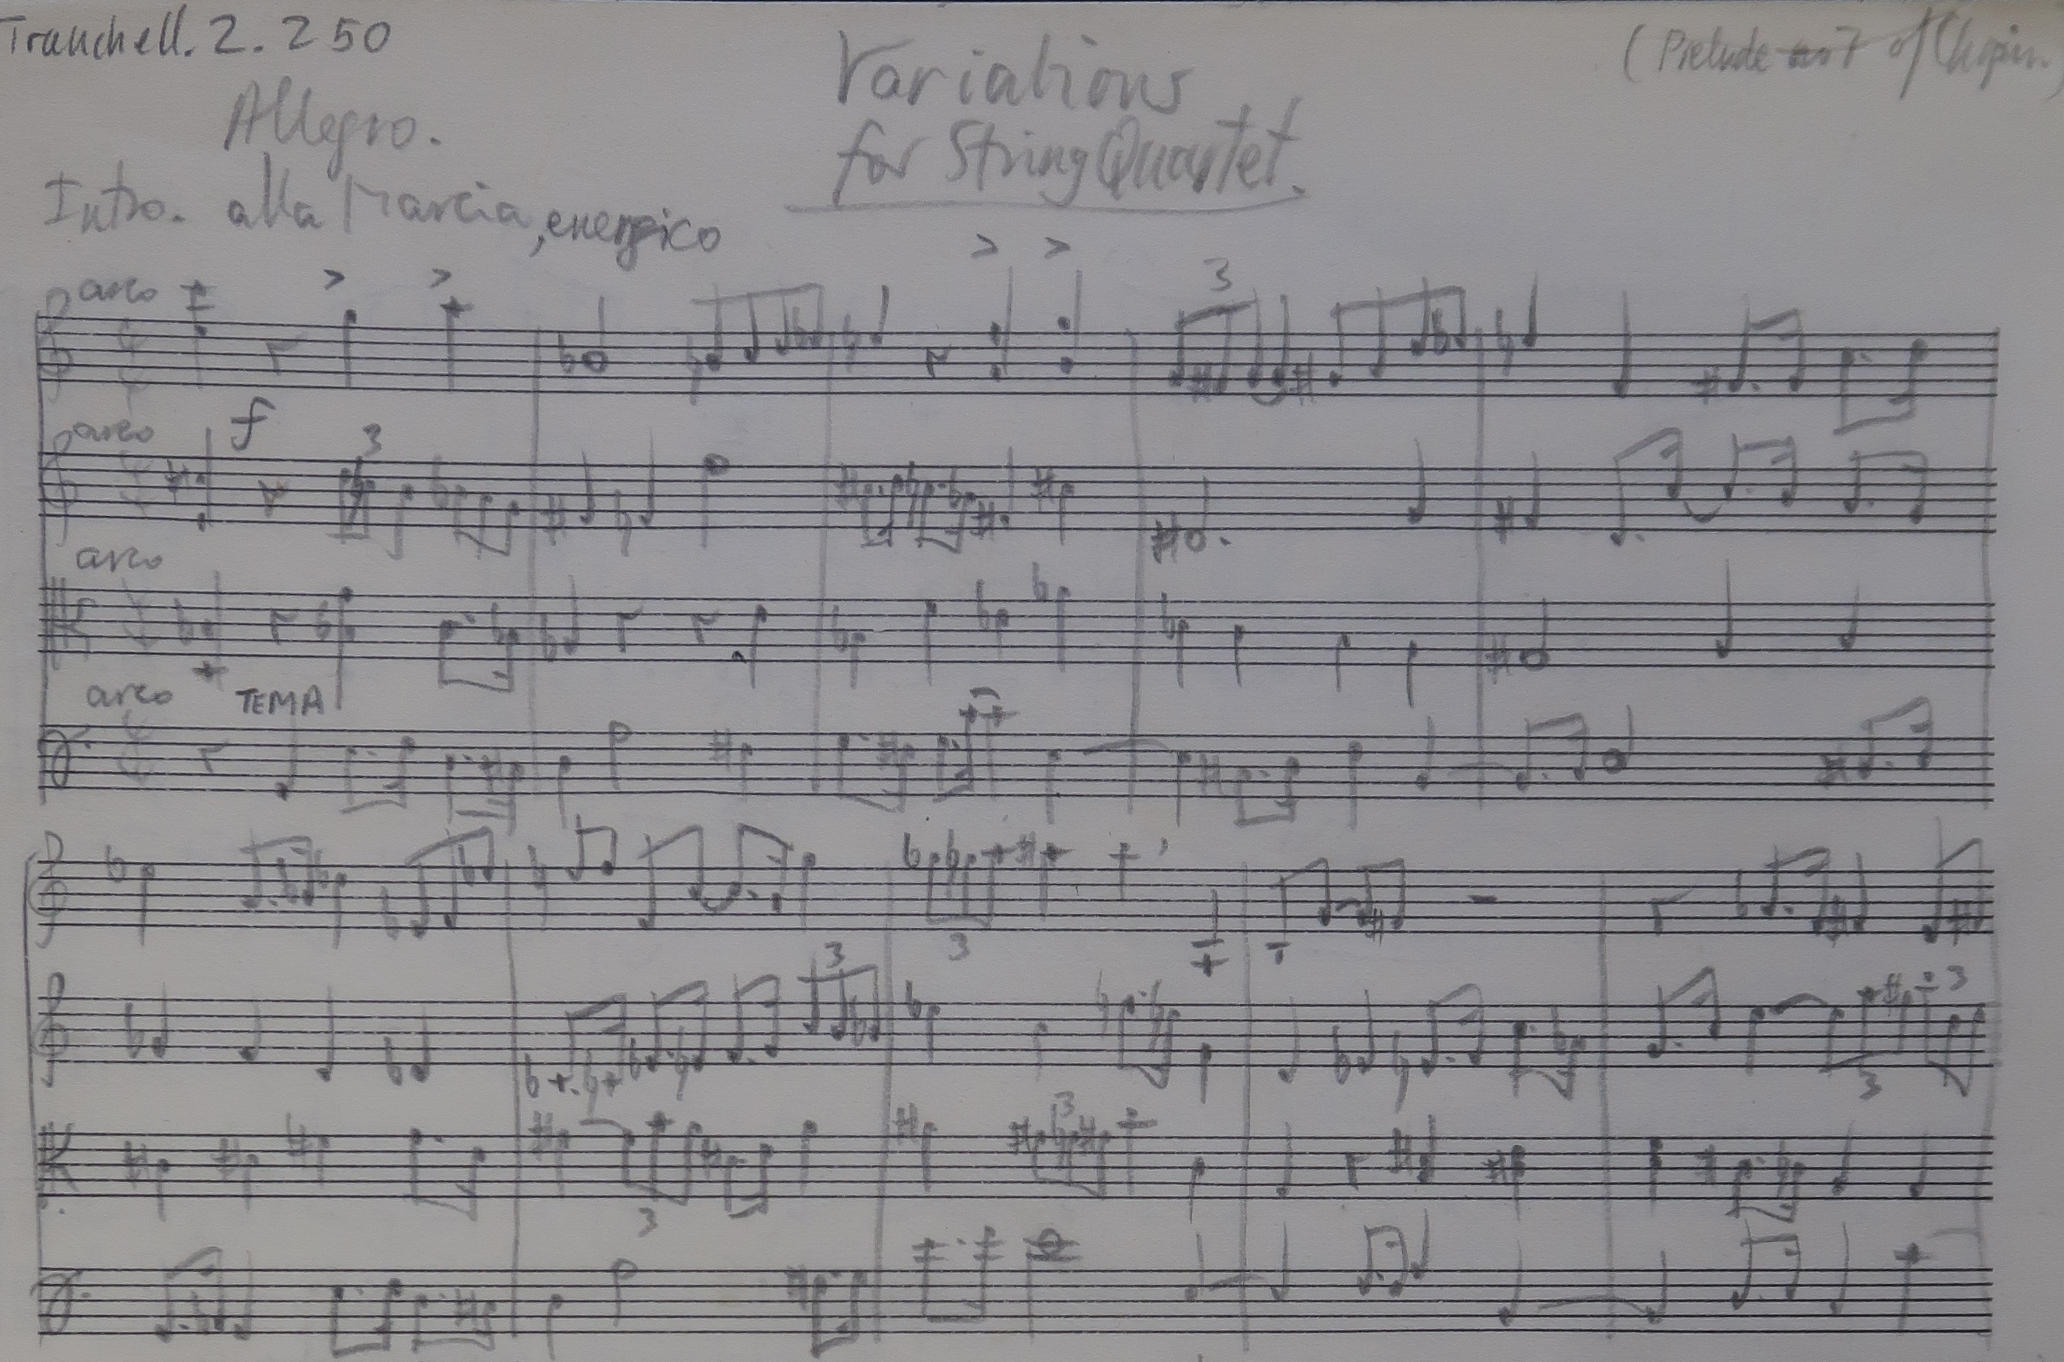 Tranchell. 2. 250
(Prelude no 7 of Chopin.)
Variations
for String Quartet.
Allegro.
Intro. alla Marcia, energico
arco
3
arco f 3
arco
arco TEMA
3
3
3
3
3
3
3